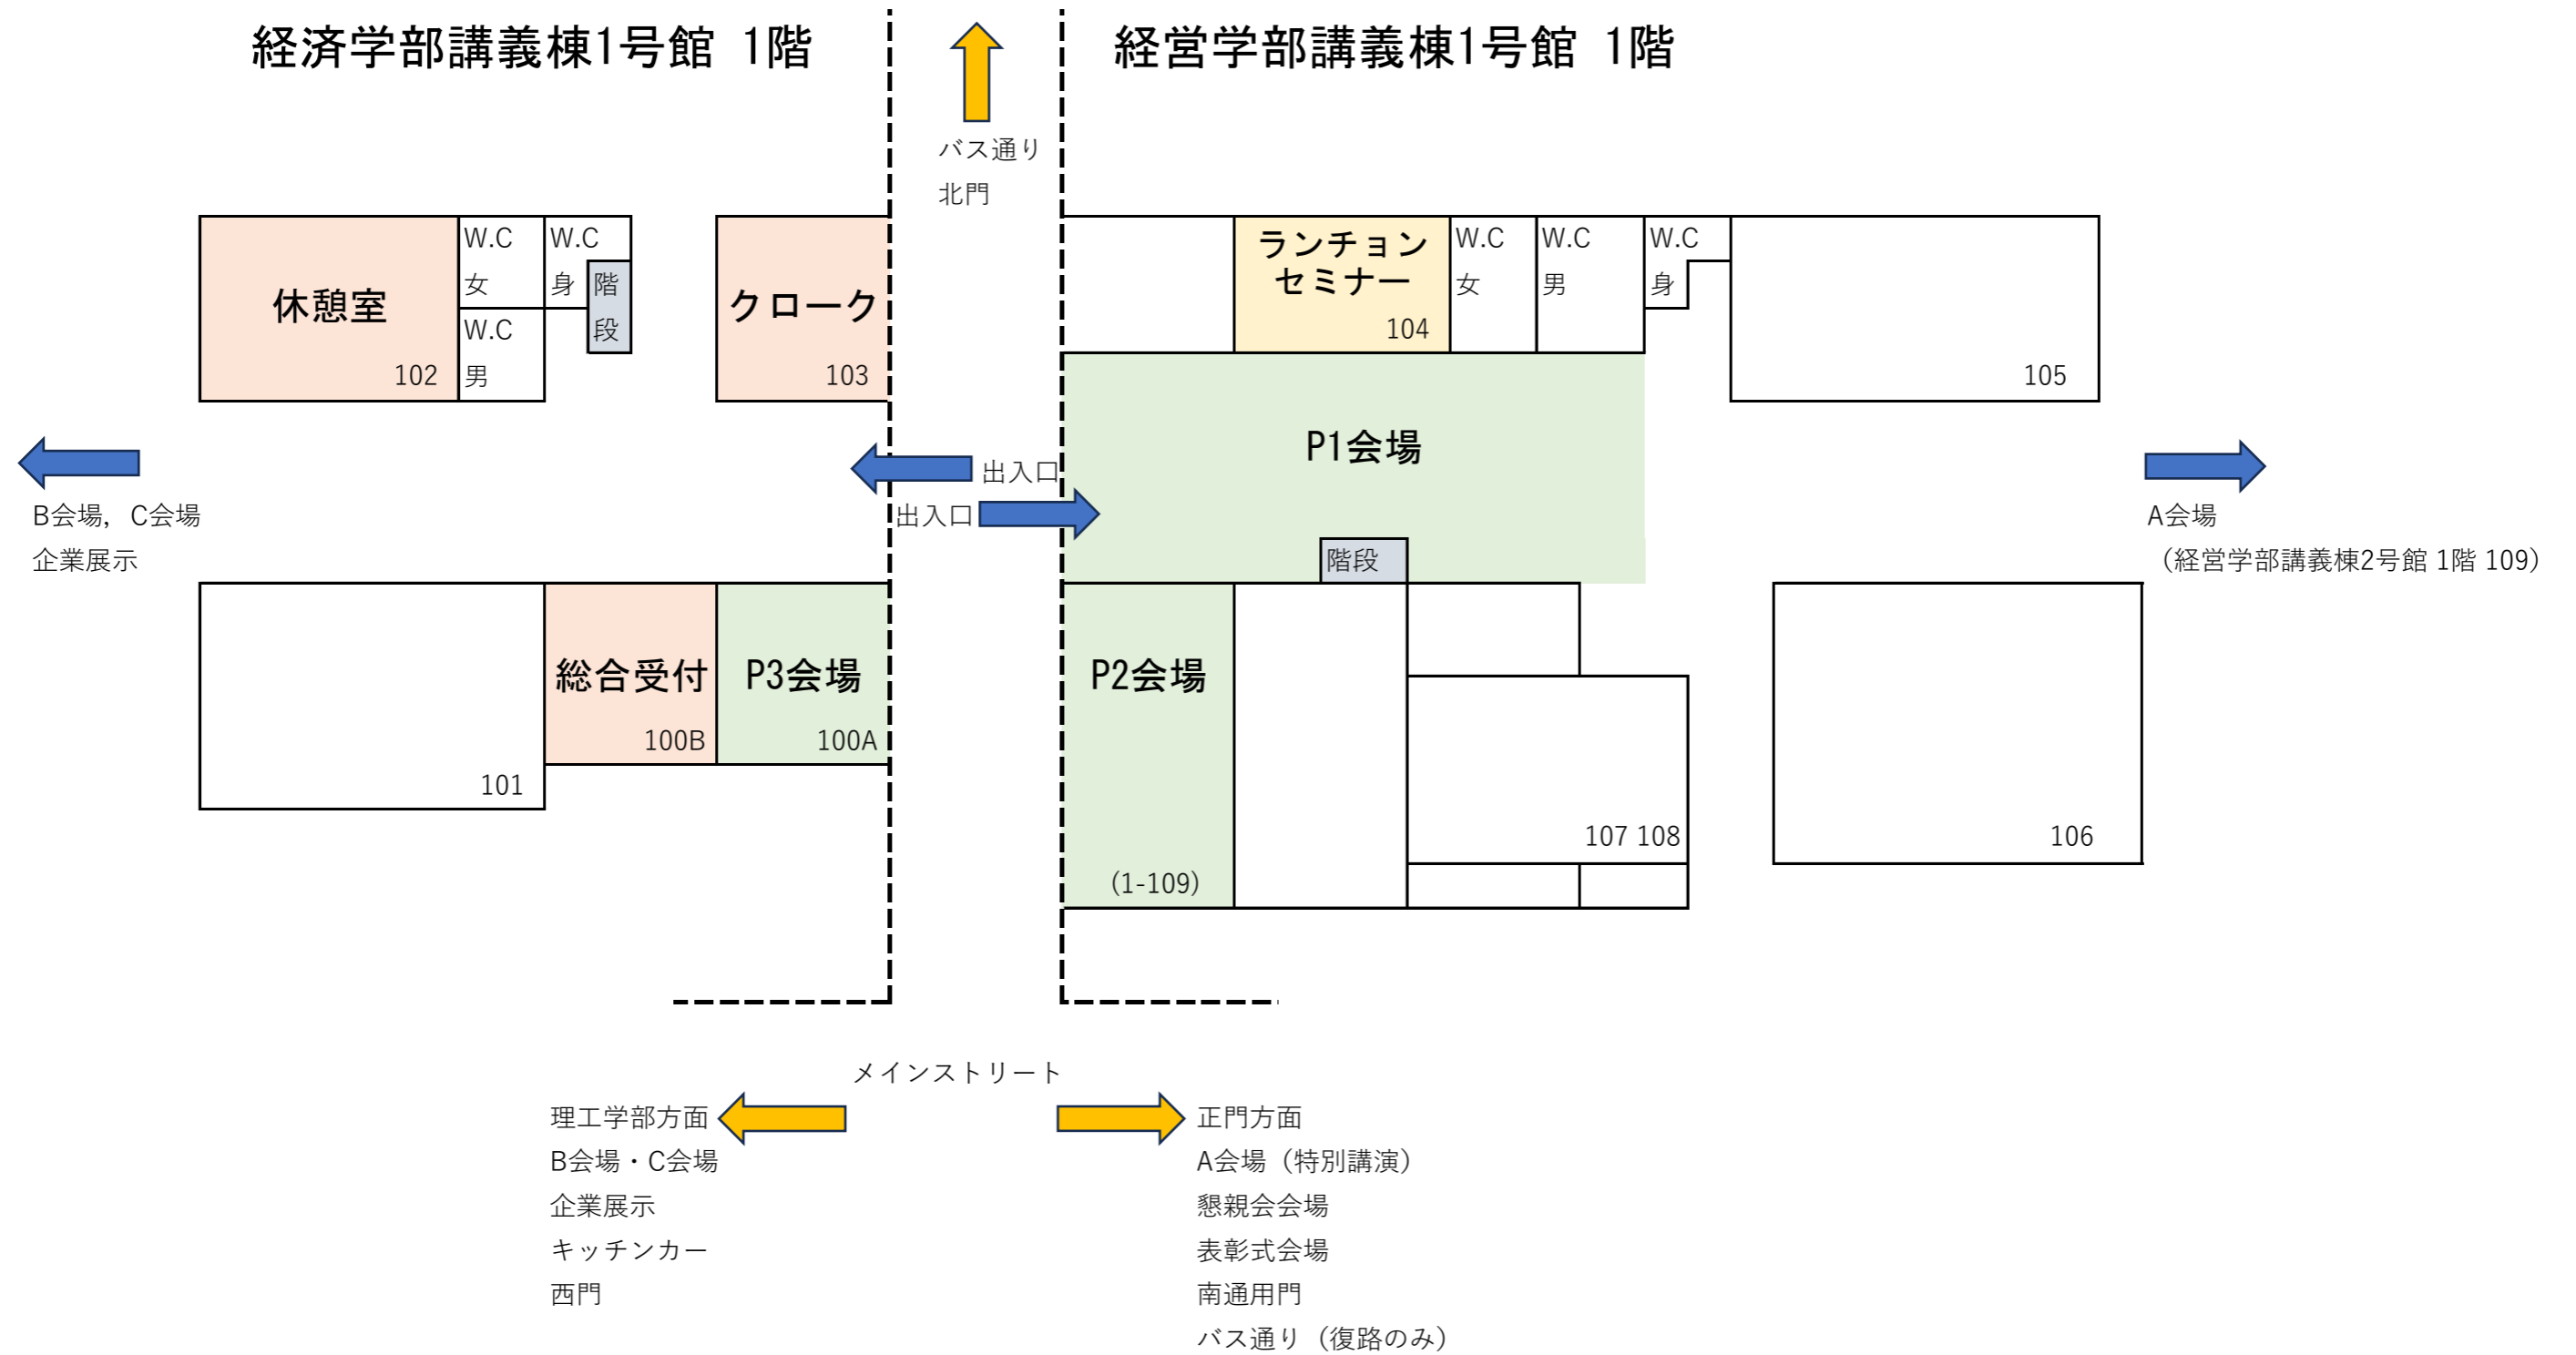 経済学部講義棟1号館 1階
経営学部講義棟1号館 1階
バス通り
北門
休憩室
102
W.C
女
W.C
男
W.C
身
階
段
クローク
103
ランチョン
セミナー
104
W.C
女
W.C
男
W.C
身
105
P1会場
出入口
出入口
B会場，C会場
企業展示
A会場
（経営学部講義棟2号館 1階 109）
階段
101
総合受付
100B
P3会場
100A
P2会場
(1-109)
107 108
106
メインストリート
理工学部方面
B会場・C会場
企業展示
キッチンカー
西門
正門方面
A会場（特別講演）
懇親会会場
表彰式会場
南通用門
バス通り（復路のみ）